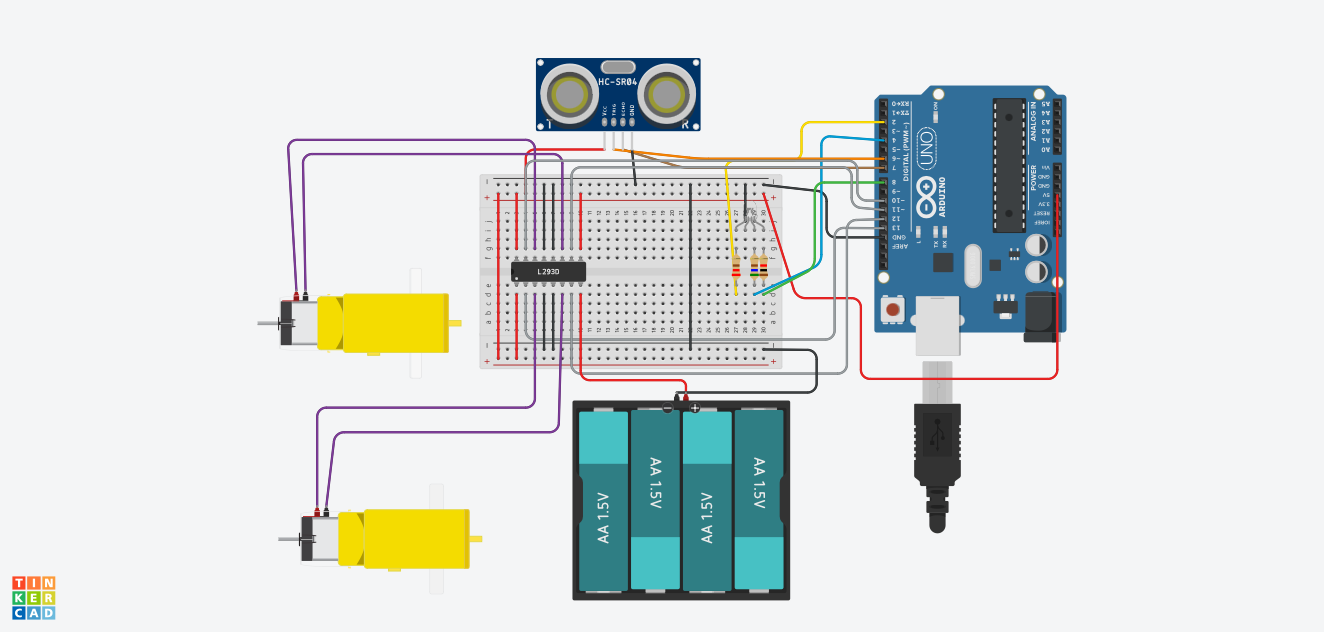 HC-SR04
VCC
TRIG
ECHO
GND
T
R
L293D
AA 1.5V
AA 1.5V
AA 1.5V
AA 1.5V
RX←0
TX→1
2
~3
4
~5
~6
7
8
~9
~10
~11
12
13
GND
AREF
DIGITAL (PWM~)
UNO
ARDUINO
ON
L
TX
RX
ANALOG IN
A5
A4
A3
A2
A1
A0
POWER
Vin
GND
GND
5V
3.3V
RESET
IOREF
a b c d e
f g h i j
TIN
KER
CAD